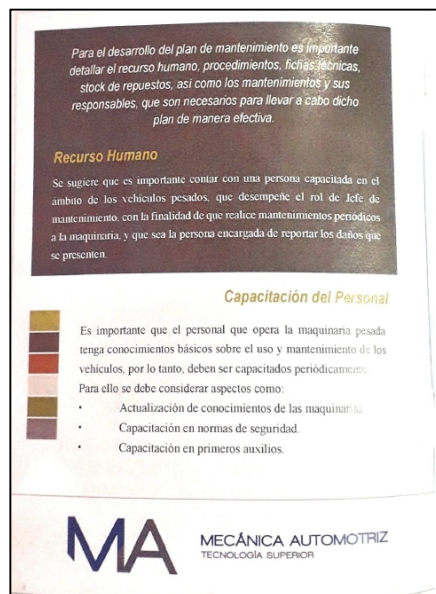 Para el desarrollo del plan de mantenimiento es importante
detallar el recurso humano, procedimientos, fichas técnicas,
stock de repuestos, asi como los mantenimientos y sus
responsables, que son necesarios para llevar a cabo dicho
plan de manera efectiva.
Recurso Humano
Se sugiere que es importante contar con una persona capacitada en el
ámbito de los vehículos pesados, que desempeñe el rol de Jefe de
mantenimiento, con la finalidad de que realice mantenimientos periódicos
a la maquinaria, y que sea la persona encargada de reportar los daños que
se presenten.
Capacitación del Personal
Es importante que el personal que opera la maquinaria pesada
tenga conocimientos básicos sobre el uso y mantenimiento de los
vehículos, por lo tanto, deben ser capacitados periódicamente.
Para ello se debe considerar aspectos como:
· Actualización de conocimientos de las maquinarias.
· Capacitación en normas de seguridad.
· Capacitación en primeros auxilios.
MA
MECÁNICA AUTOMOTRIZ
TECNOLOGÍA SUPERIOR